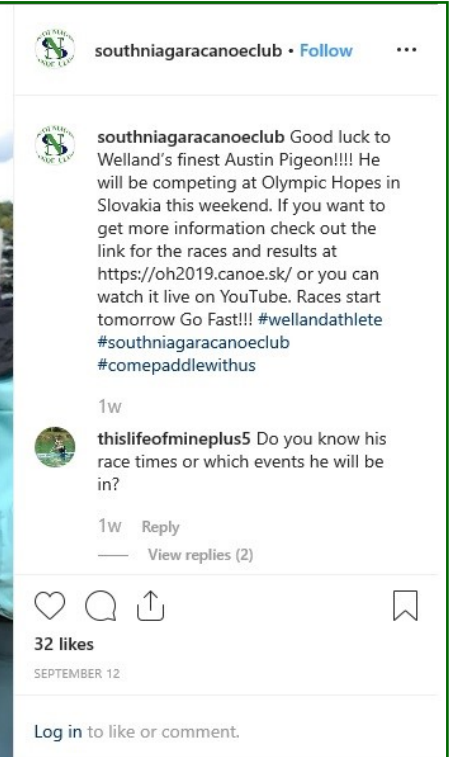 southniagaracanoeclub • Follow
southniagaracanoeclub Good luck to
Welland's finest Austin Pigeon!!!! He
will be competing at Olympic Hopes in
Slovakia this weekend. If you want to
get more information check out the
link for the races and results at
https://oh2019.canoe.sk/ or you can
watch it live on YouTube. Races start
tomorrow Go Fast!!! #wellandathlete
#southniagaracanoeclub
#comepaddlewithus
1w
thislifeofmineplus5 Do you know his
race times or which events he will be
in?
1w Reply
View replies (2)
32 likes
SEPTEMBER 12
Log in to like or comment.